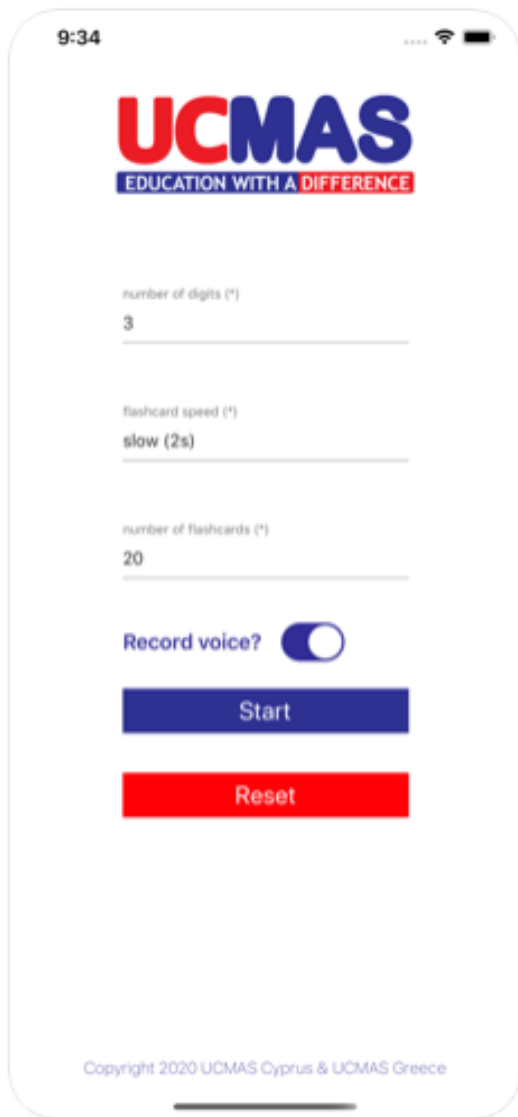 9:34
UCMAS
EDUCATION WITH A DIFFERENCE
number of digits (*)
3
flashcard speed (*)
slow (2s)
number of flashcards (*)
20
Record voice?
Start
Reset
Copyright 2020 UCMAS Cyprus & UCMAS Greece